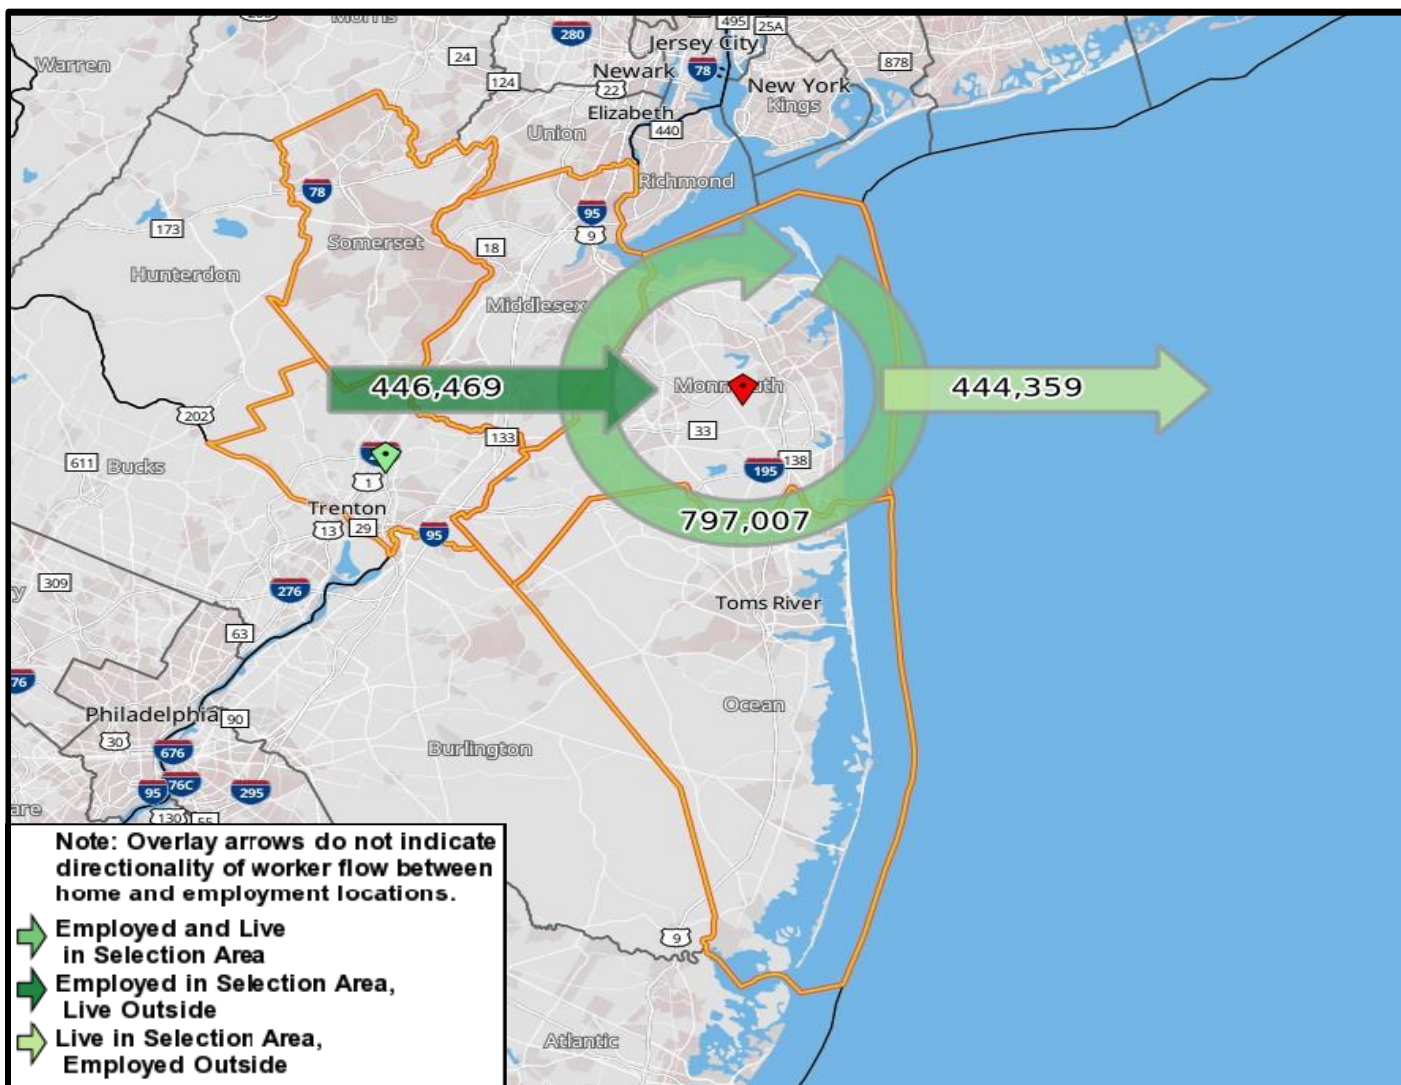 Morris
495
25A
280
Jersey City
24
Warren
878
Newark
78
124
22
New York
Kings
Elizabeth
440
Union
Richmond
78
95
173
9
Somerset
18
Hunterdon
Middlesex
446,469
Monmouth
444,359
202
33
133
611
Bucks
138
195
1
Trenton
797,007
13
29
95
309
276
Toms River
63
76
Ocean
Philadelphia
90
30
Burlington
676
76C
95
295
130
55
Note: Overlay arrows do not indicate
directionality of worker flow between
home and employment locations.
Employed and Live
in Selection Area
9
Employed in Selection Area,
Live Outside
Live in Selection Area,
Employed Outside
Atlantic